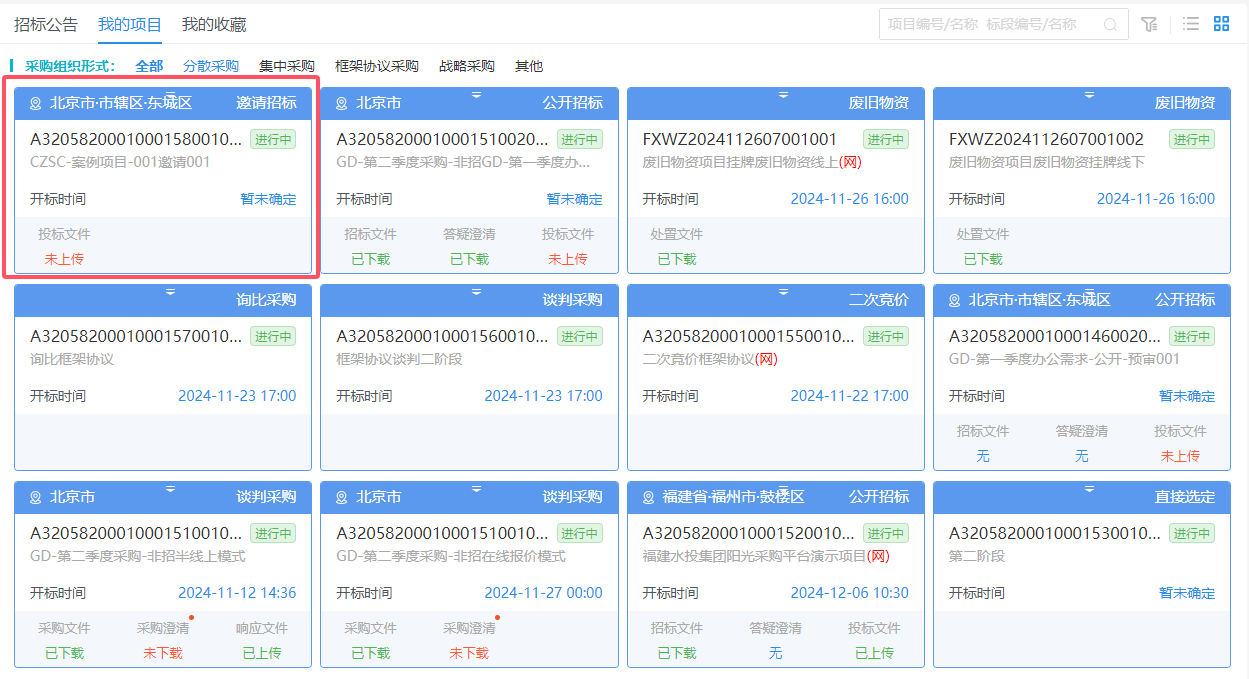 招标公告 我的项目 我的收藏 项目编号/名称 标段编号/名称
采购组织形式： 全部 分散采购 集中采购 框架协议采购 战略采购 其他
北京市·市辖区·东城区 邀请招标
A32058200010001580010... 进行中
CZSC-案例项目-001邀请001
开标时间 暂未确定
投标文件
未上传
北京市 公开招标
A32058200010001510020... 进行中
GD-第二季度采购-非招GD-第一季度办...
开标时间 暂未确定
招标文件 答疑澄清 投标文件
已下载 已下载 未上传
废旧物资
FXWZ2024112607001001 进行中
废旧物资项目挂牌废旧物资线上(网)
开标时间 2024-11-26 16:00
处置文件
已下载
废旧物资
FXWZ2024112607001002 进行中
废旧物资项目废旧物资挂牌线下
开标时间 2024-11-26 16:00
处置文件
已下载
询比采购
A32058200010001570010... 进行中
询比框架协议
开标时间 2024-11-23 17:00
谈判采购
A32058200010001560010... 进行中
框架协议谈判二阶段
开标时间 2024-11-23 17:00
二次竞价
A32058200010001550010... 进行中
二次竞价框架协议(网)
开标时间 2024-11-22 17:00
北京市·市辖区·东城区 公开招标
A32058200010001460020... 进行中
GD-第一季度办公需求-公开-预审001
开标时间 暂未确定
招标文件 答疑澄清 投标文件
无 无 未上传
北京市 谈判采购
A32058200010001510010... 进行中
GD-第二季度采购-非招半线上模式
开标时间 2024-11-12 14:36
采购文件 采购澄清 响应文件
已下载 未下载 已上传
北京市 谈判采购
A32058200010001510010... 进行中
GD-第二季度采购-非招在线报价模式
开标时间 2024-11-27 00:00
采购文件 采购澄清
已下载 未下载
福建省·福州市·鼓楼区 公开招标
A32058200010001520010... 进行中
福建水投集团阳光采购平台演示项目(网)
开标时间 2024-12-06 10:30
招标文件 答疑澄清 投标文件
已下载 无 已上传
直接选定
A32058200010001530010... 进行中
第二阶段
开标时间 暂未确定